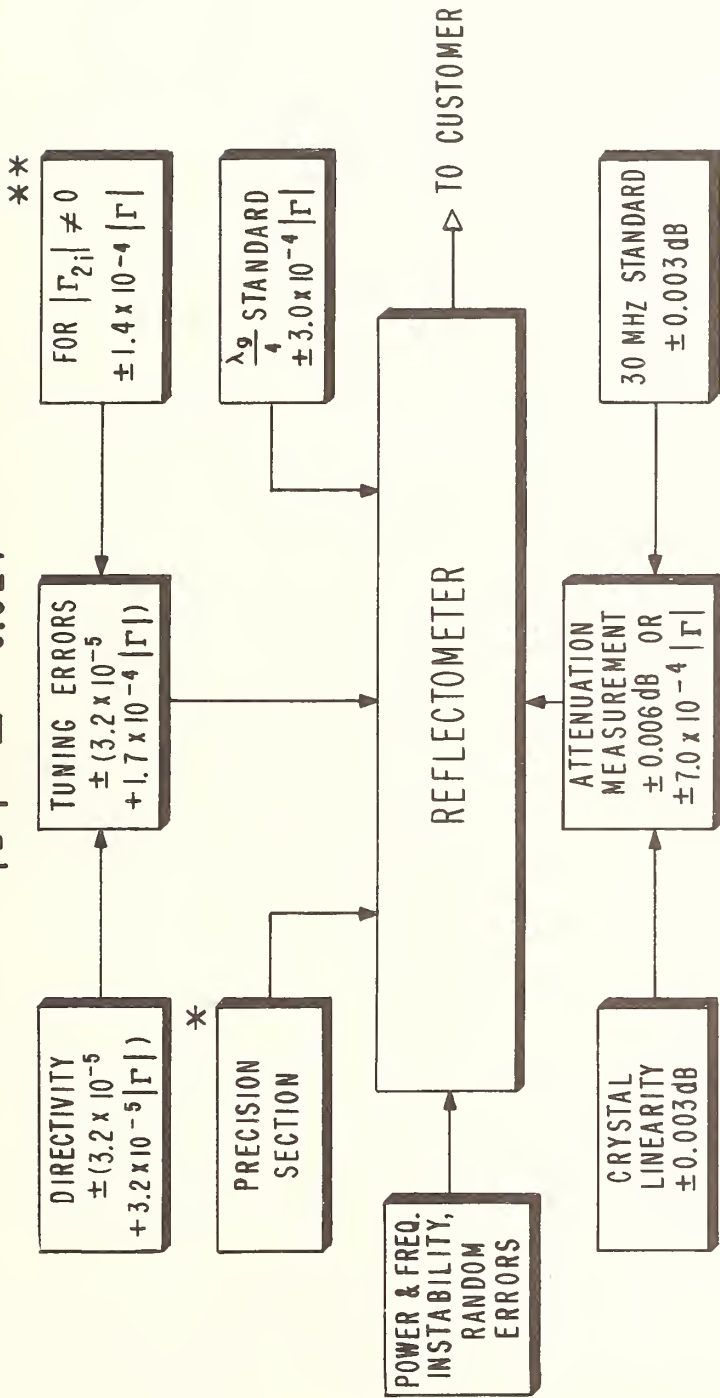 DIRECTIVITY
± (3.2 x 10⁻⁵
+ 3.2 x 10⁻⁵ |Γ|)
TUNING ERRORS
± (3.2 x 10⁻⁵
+ 1.7 x 10⁻⁴ |Γ|)
**
FOR |Γ₂ᵢ| ≠ 0
± 1.4 x 10⁻⁴ |Γ|
*
PRECISION
SECTION
λg/4 STANDARD
± 3.0 x 10⁻⁴ |Γ|
POWER & FREQ.
INSTABILITY,
RANDOM
ERRORS
REFLECTOMETER
TO CUSTOMER
CRYSTAL
LINEARITY
± 0.003 dB
ATTENUATION
MEASUREMENT
± 0.006 dB OR
± 7.0 x 10⁻⁴ |Γ|
30 MHz STANDARD
± 0.003 dB